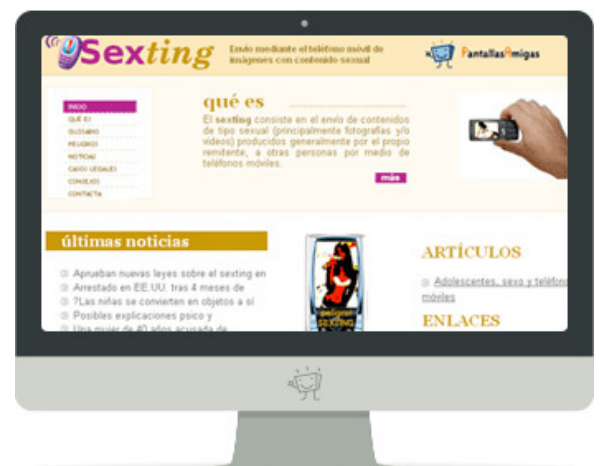 Sexting
Envío mediante el teléfono móvil de
imágenes con contenido sexual
PantallasAmigas
INICIO
QUÉ ES
GLOSARIO
PELIGROS
NOTICIAS
CASOS LEGALES
CONSEJOS
CONTACTA
qué es
El sexting consiste en el envío de contenidos
de tipo sexual (principalmente fotografías y/o
vídeos) producidos generalmente por el propio
remitente, a otras personas por medio de
teléfonos móviles.
más
últimas noticias
Aprueban nuevas leyes sobre el sexting en
Arrestado en EE.UU. tras 4 meses de
?Las niñas se convierten en objetos a sí
Posibles explicaciones psico y
Una mujer de 40 años acusada de
peligro!
SEXTING
ARTÍCULOS
Adolescentes, sexo y teléfono
móviles
ENLACES